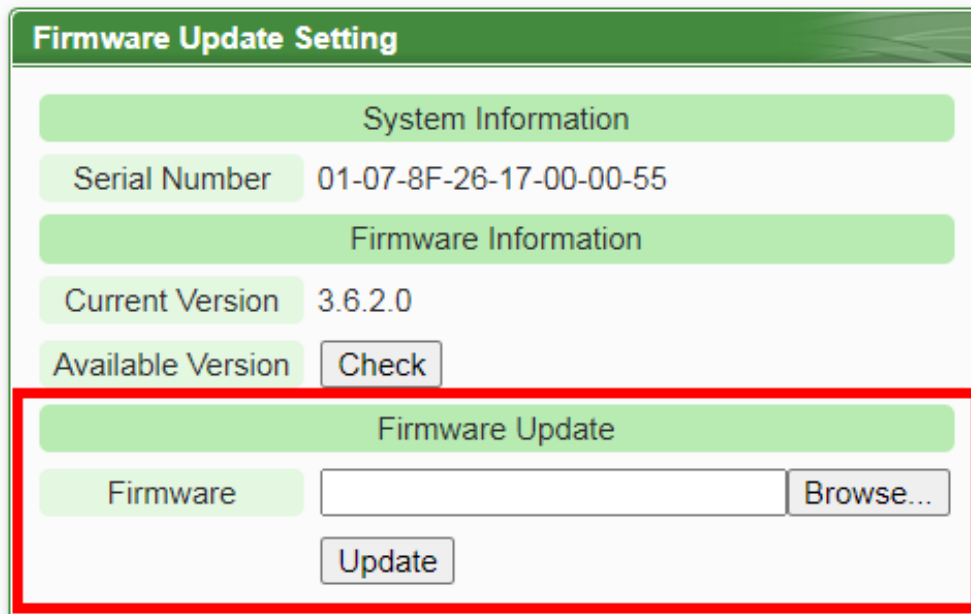 Firmware Update Setting
System Information
Serial Number 01-07-8F-26-17-00-00-55
Firmware Information
Current Version 3.6.2.0
Available Version Check
Firmware Update
Firmware Browse...
Update